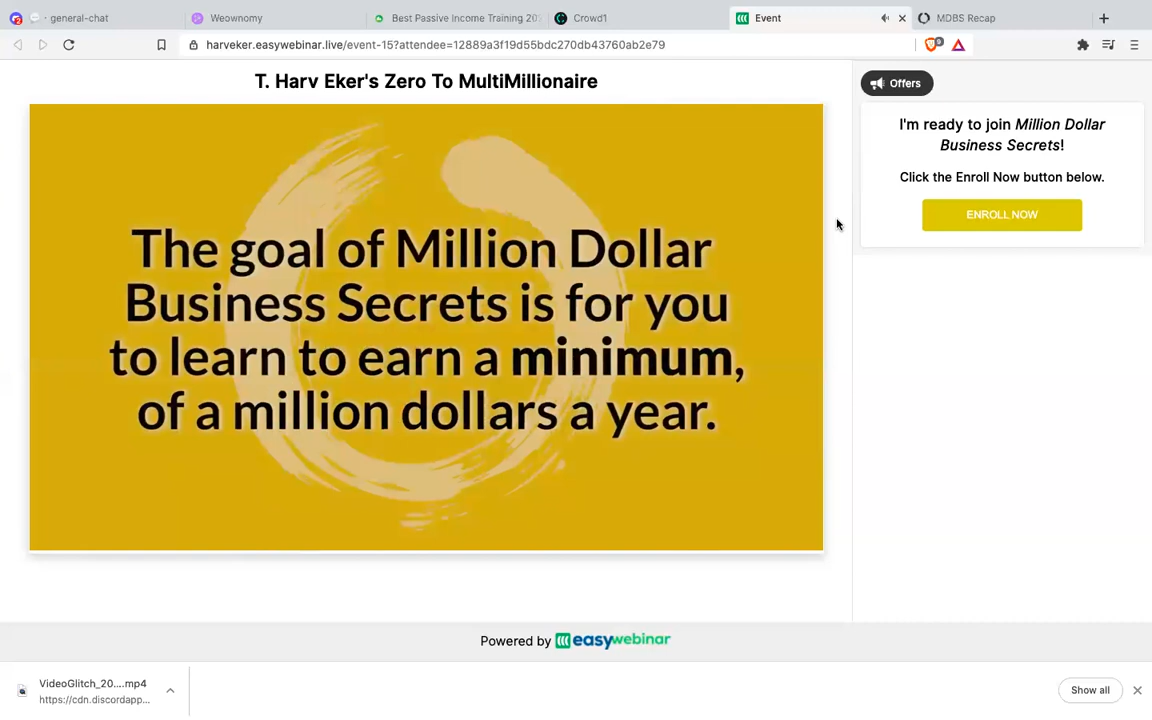 · general-chat
Weownomy
Best Passive Income Training 20
Crowd1
Event
MDBS Recap
harveker.easywebinar.live/event-15?attendee=12889a3f19d55bdc270db43760ab2e79
T. Harv Eker's Zero To MultiMillionaire
The goal of Million Dollar
Business Secrets is for you
to learn to earn a minimum,
of a million dollars a year.
Offers
I'm ready to join Million Dollar
Business Secrets!
Click the Enroll Now button below.
ENROLL NOW
Powered by easywebinar
VideoGlitch_20....mp4
https://cdn.discordapp...
Show all